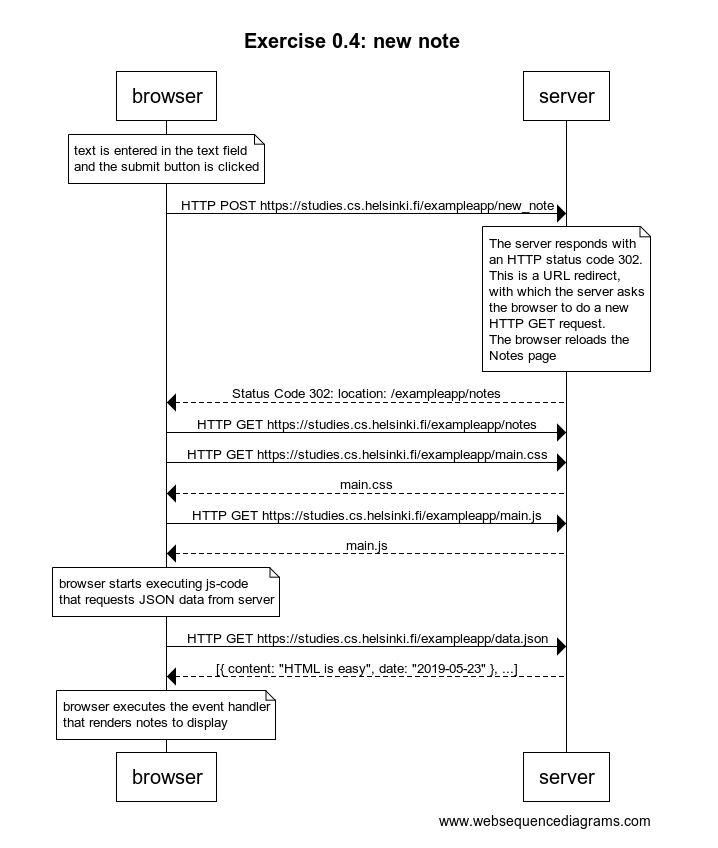 Exercise 0.4: new note
browser
server
text is entered in the text field
and the submit button is clicked
HTTP POST https://studies.cs.helsinki.fi/exampleapp/new_note
The server responds with
an HTTP status code 302.
This is a URL redirect,
with which the server asks
the browser to do a new
HTTP GET request.
The browser reloads the
Notes page
Status Code 302: location: /exampleapp/notes
HTTP GET https://studies.cs.helsinki.fi/exampleapp/notes
HTTP GET https://studies.cs.helsinki.fi/exampleapp/main.css
main.css
HTTP GET https://studies.cs.helsinki.fi/exampleapp/main.js
main.js
browser starts executing js-code
that requests JSON data from server
HTTP GET https://studies.cs.helsinki.fi/exampleapp/data.json
[{ content: "HTML is easy", date: "2019-05-23" }, ...]
browser executes the event handler
that renders notes to display
browser
server
www.websequencediagrams.com